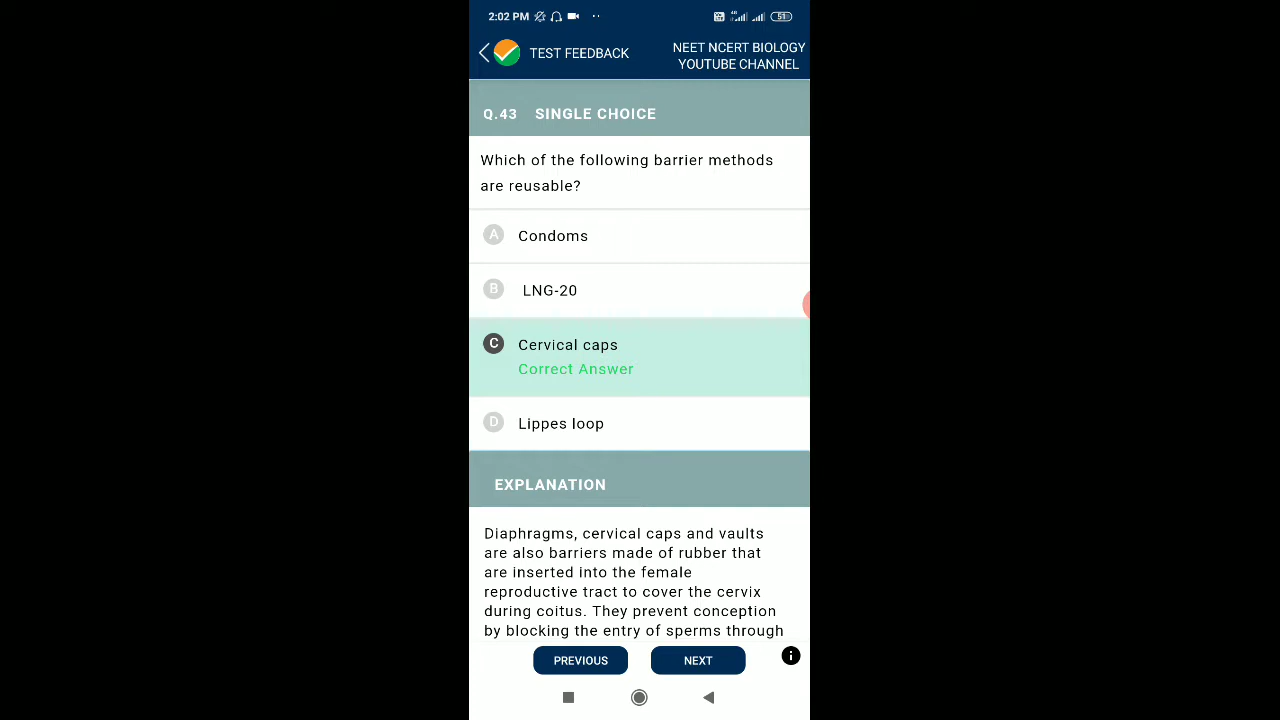 2:02 PM
4G
51
TEST FEEDBACK
NEET NCERT BIOLOGY
YOUTUBE CHANNEL
Q.43 SINGLE CHOICE
Which of the following barrier methods
are reusable?
A Condoms
B LNG-20
C Cervical caps
Correct Answer
D Lippes loop
EXPLANATION
Diaphragms, cervical caps and vaults
are also barriers made of rubber that
are inserted into the female
reproductive tract to cover the cervix
during coitus. They prevent conception
by blocking the entry of sperms through
PREVIOUS NEXT